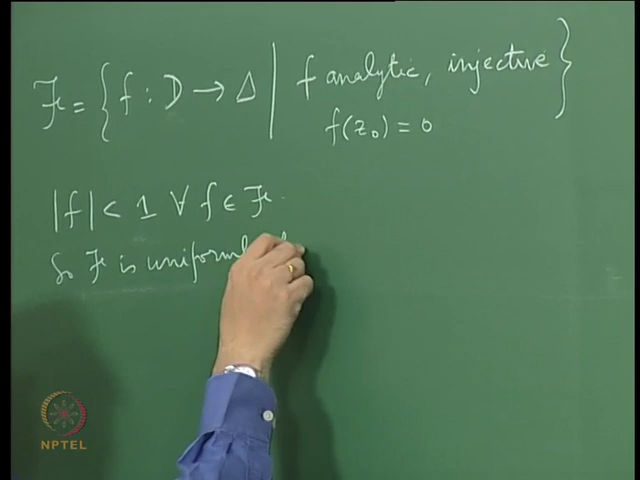 ℱ = { f : D → Δ | f analytic, injective }
f(z₀) = 0
|f| < 1 ∀ f ∈ ℱ.
So ℱ is uniforml
NPTEL